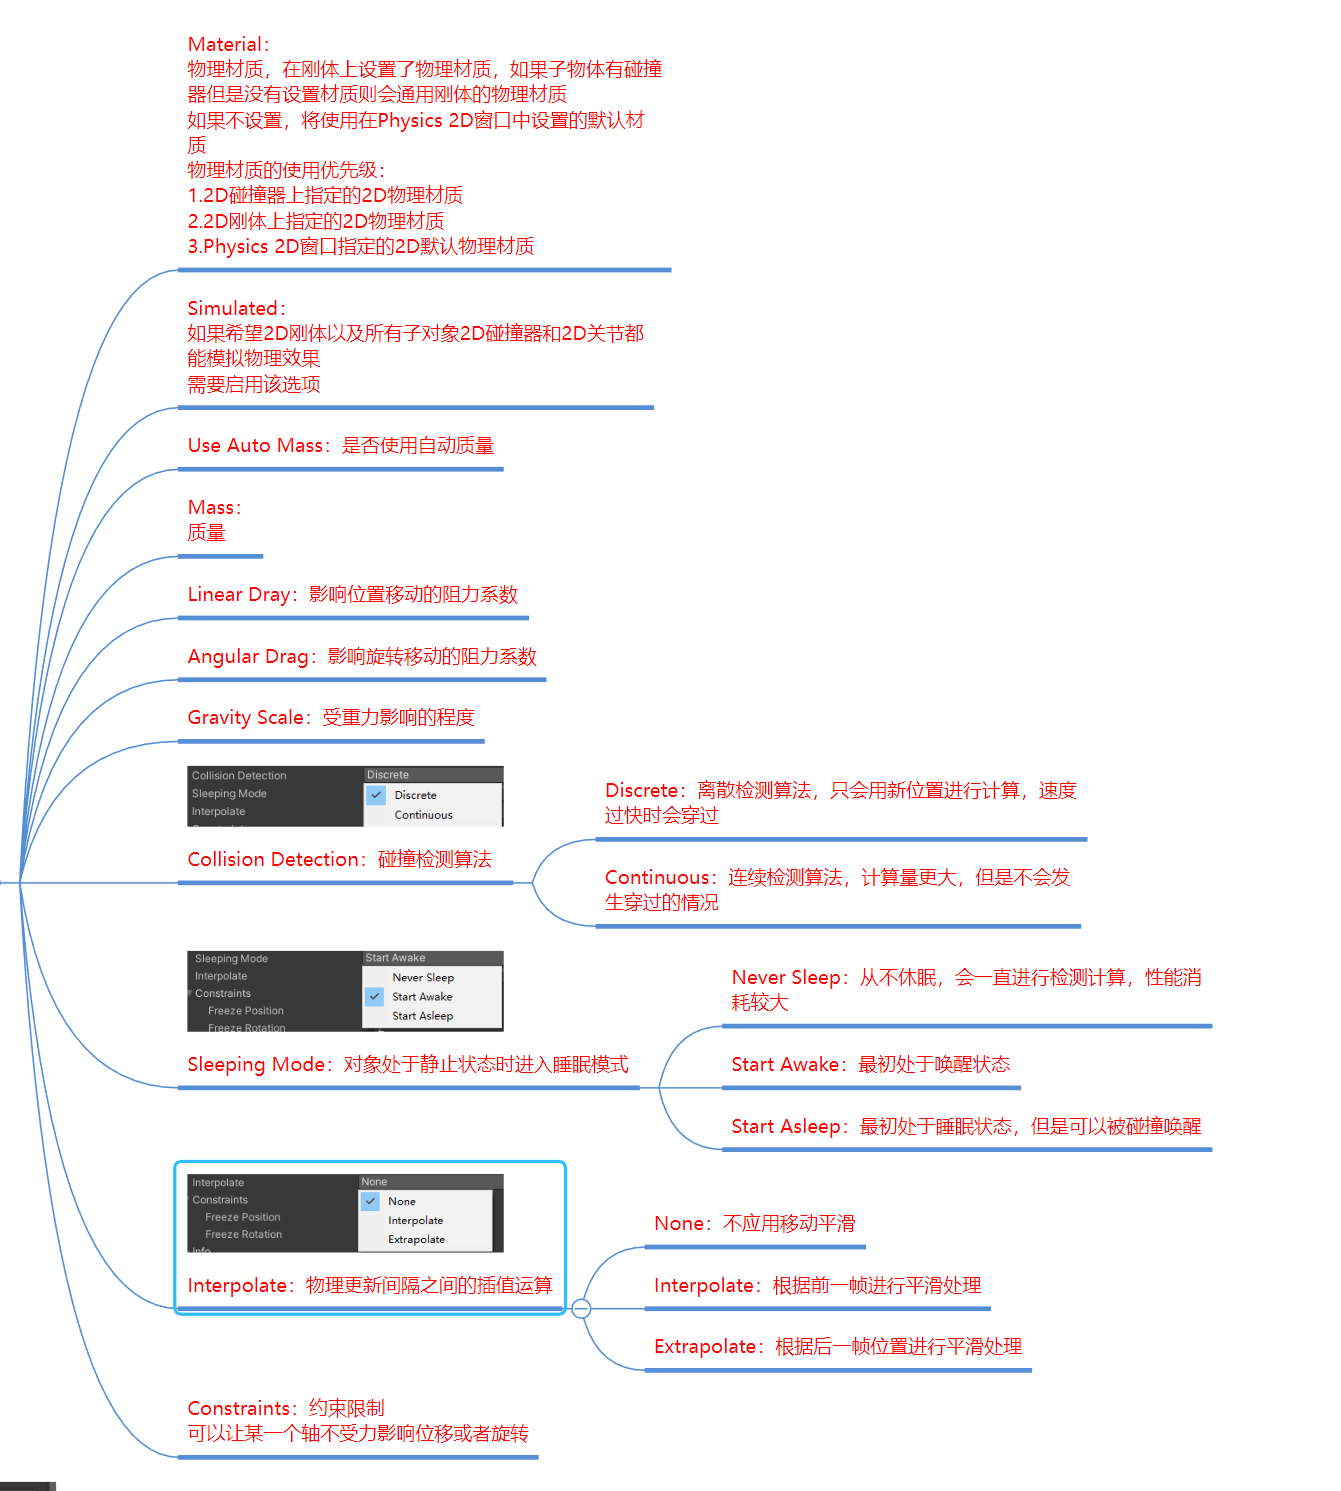 Material：
物理材质，在刚体上设置了物理材质，如果子物体有碰撞
器但是没有设置材质则会通用刚体的物理材质
如果不设置，将使用在Physics 2D窗口中设置的默认材
质
物理材质的使用优先级：
1.2D碰撞器上指定的2D物理材质
2.2D刚体上指定的2D物理材质
3.Physics 2D窗口指定的2D默认物理材质
Simulated：
如果希望2D刚体以及所有子对象2D碰撞器和2D关节都
能模拟物理效果
需要启用该选项
Use Auto Mass：是否使用自动质量
Mass：
质量
Linear Dray：影响位置移动的阻力系数
Angular Drag：影响旋转移动的阻力系数
Gravity Scale：受重力影响的程度
Collision Detection Discrete
Sleeping Mode
Discrete
Interpolate
Continuous
Constraints
Collision Detection：碰撞检测算法
Discrete：离散检测算法，只会用新位置进行计算，速度
过快时会穿过
Continuous：连续检测算法，计算量更大，但是不会发
生穿过的情况
Sleeping Mode Start Awake
Interpolate Never Sleep
Constraints Start Awake
Freeze Position Start Asleep
Freeze Rotation
Sleeping Mode：对象处于静止状态时进入睡眠模式
Never Sleep：从不休眠，会一直进行检测计算，性能消
耗较大
Start Awake：最初处于唤醒状态
Start Asleep：最初处于睡眠状态，但是可以被碰撞唤醒
Interpolate None
Constraints None
Freeze Position Interpolate
Freeze Rotation Extrapolate
Info
Interpolate：物理更新间隔之间的插值运算
None：不应用移动平滑
Interpolate：根据前一帧进行平滑处理
Extrapolate：根据后一帧位置进行平滑处理
Constraints：约束限制
可以让某一个轴不受力影响位移或者旋转